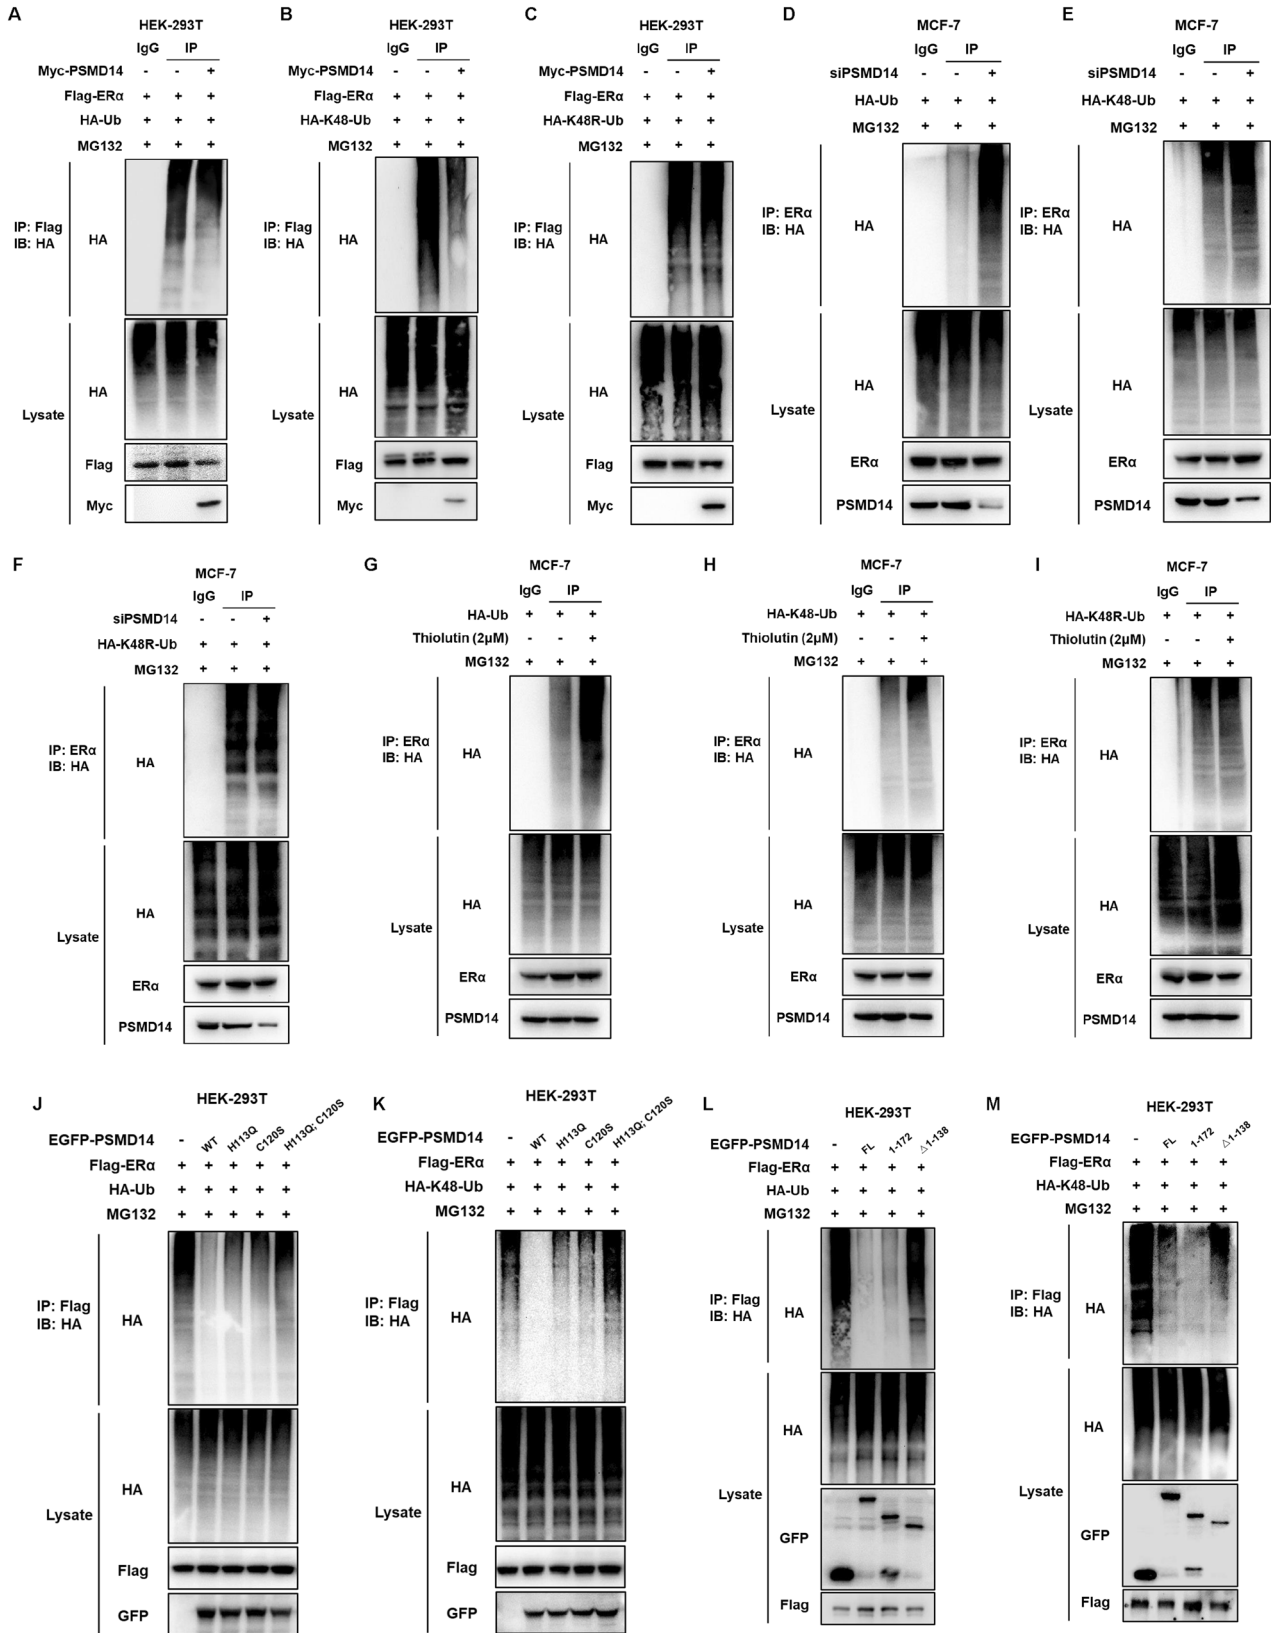 A
HEK-293T
IgG IP
Myc-PSMD14 - - +
Flag-ERα + + +
HA-Ub + + +
MG132 + + +
IP: Flag
IB: HA
HA
HA
Lysate
Flag
Myc
B
HEK-293T
IgG IP
Myc-PSMD14 - - +
Flag-ERα + + +
HA-K48-Ub + + +
MG132 + + +
IP: Flag
IB: HA
HA
HA
Lysate
Flag
Myc
C
HEK-293T
IgG IP
Myc-PSMD14 - - +
Flag-ERα + + +
HA-K48R-Ub + + +
MG132 + + +
IP: Flag
IB: HA
HA
HA
Lysate
Flag
Myc
D
MCF-7
IgG IP
siPSMD14 - - +
HA-Ub + + +
MG132 + + +
IP: ERα
IB: HA
HA
HA
Lysate
ERα
PSMD14
E
MCF-7
IgG IP
siPSMD14 - - +
HA-K48-Ub + + +
MG132 + + +
IP: ERα
IB: HA
HA
HA
Lysate
ERα
PSMD14
F
MCF-7
IgG IP
siPSMD14 - - +
HA-K48R-Ub + + +
MG132 + + +
IP: ERα
IB: HA
HA
HA
Lysate
ERα
PSMD14
G
MCF-7
IgG IP
HA-Ub + + +
Thiolutin (2μM) - - +
MG132 + + +
IP: ERα
IB: HA
HA
HA
Lysate
ERα
PSMD14
H
MCF-7
IgG IP
HA-K48-Ub + + +
Thiolutin (2μM) - - +
MG132 + + +
IP: ERα
IB: HA
HA
HA
Lysate
ERα
PSMD14
I
MCF-7
IgG IP
HA-K48R-Ub + + +
Thiolutin (2μM) - - +
MG132 + + +
IP: ERα
IB: HA
HA
HA
Lysate
ERα
PSMD14
J
HEK-293T
EGFP-PSMD14 - WT H113Q C120S H113Q; C120S
Flag-ERα + + + + +
HA-Ub + + + + +
MG132 + + + + +
IP: Flag
IB: HA
HA
HA
Lysate
Flag
GFP
K
HEK-293T
EGFP-PSMD14 - WT H113Q C120S H113Q; C120S
Flag-ERα + + + + +
HA-K48-Ub + + + + +
MG132 + + + + +
IP: Flag
IB: HA
HA
HA
Lysate
Flag
GFP
L
HEK-293T
EGFP-PSMD14 - FL 1-172 △1-138
Flag-ERα + + + +
HA-Ub + + + +
MG132 + + + +
IP: Flag
IB: HA
HA
HA
Lysate
GFP
Flag
M
HEK-293T
EGFP-PSMD14 - FL 1-172 △1-138
Flag-ERα + + + +
HA-K48-Ub + + + +
MG132 + + + +
IP: Flag
IB: HA
HA
HA
Lysate
GFP
Flag